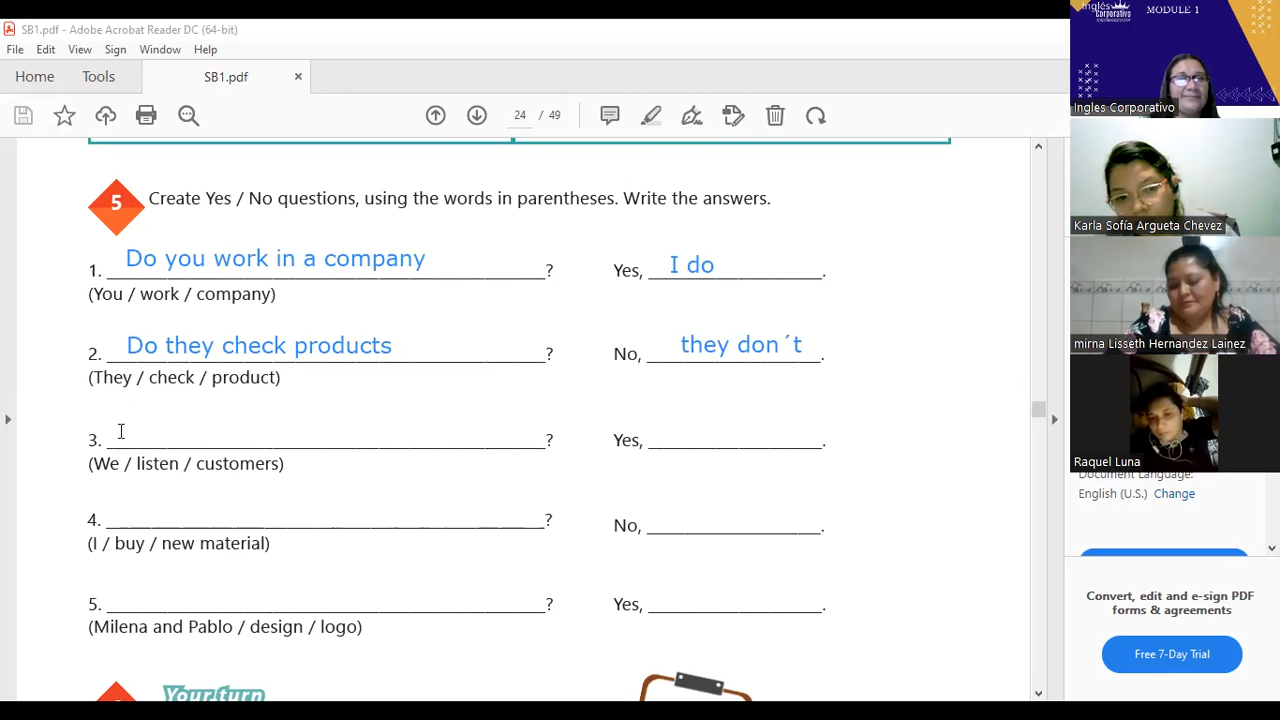 SB1.pdf - Adobe Acrobat Reader DC (64-bit)
File Edit View Sign Window Help
Home Tools SB1.pdf ×
24 / 49
5 Create Yes / No questions, using the words in parentheses. Write the answers.
1. Do you work in a company ? Yes, I do .
(You / work / company)
2. Do they check products ? No, they don´t .
(They / check / product)
3. ? Yes, .
(We / listen / customers)
4. ? No, .
(I / buy / new material)
5. ? Yes, .
(Milena and Pablo / design / logo)
Your turn
Inglés
Corporativo
MODULE 1
Ingles Corporativo
Karla Sofía Argueta Chevez
mirna Lisseth Hernandez Lainez
Raquel Luna
Document Language:
English (U.S.) Change
Convert, edit and e-sign PDF
forms & agreements
Free 7-Day Trial